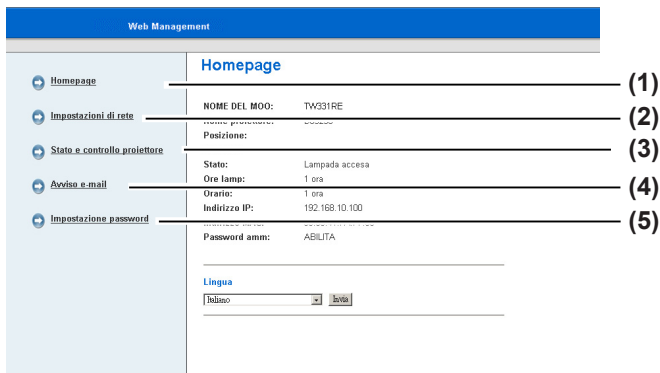 Web Management
Homepage
Homepage
(1)
NOME DEL MOO: TW331RE
Impostazioni di rete
(2)
Posizione:
Stato e controllo proiettore
(3)
Stato: Lampada accesa
Ore lamp: 1 ora
Avviso e-mail
(4)
Orario: 1 ora
Indirizzo IP: 192.168.10.100
Impostazione password
(5)
Password amm: ABILITA
Lingua
Italiano Invia